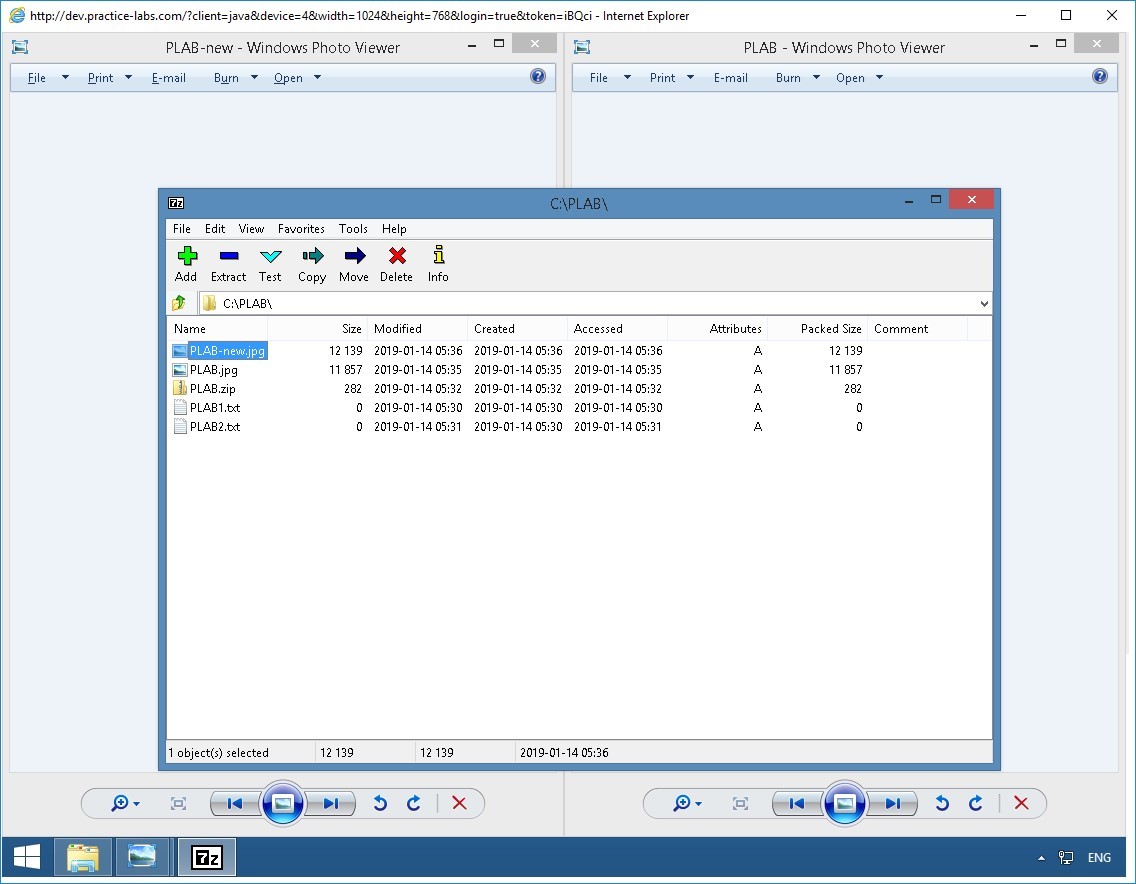 http://dev.practice-labs.com/?client=java&device=4&width=1024&height=768&login=true&token=iBQci - Internet Explorer
PLAB-new - Windows Photo Viewer
File Print E-mail Burn Open
PLAB - Windows Photo Viewer
File Print E-mail Burn Open
7z C:\PLAB\
File Edit View Favorites Tools Help
Add Extract Test Copy Move Delete Info
C:\PLAB\
Name Size Modified Created Accessed Attributes Packed Size Comment
PLAB-new.jpg 12 139 2019-01-14 05:36 2019-01-14 05:36 2019-01-14 05:36 A 12 139
PLAB.jpg 11 857 2019-01-14 05:35 2019-01-14 05:35 2019-01-14 05:35 A 11 857
PLAB.zip 282 2019-01-14 05:32 2019-01-14 05:32 2019-01-14 05:32 A 282
PLAB1.txt 0 2019-01-14 05:30 2019-01-14 05:30 2019-01-14 05:30 A 0
PLAB2.txt 0 2019-01-14 05:31 2019-01-14 05:30 2019-01-14 05:31 A 0
1 object(s) selected 12 139 12 139 2019-01-14 05:36
7z ENG